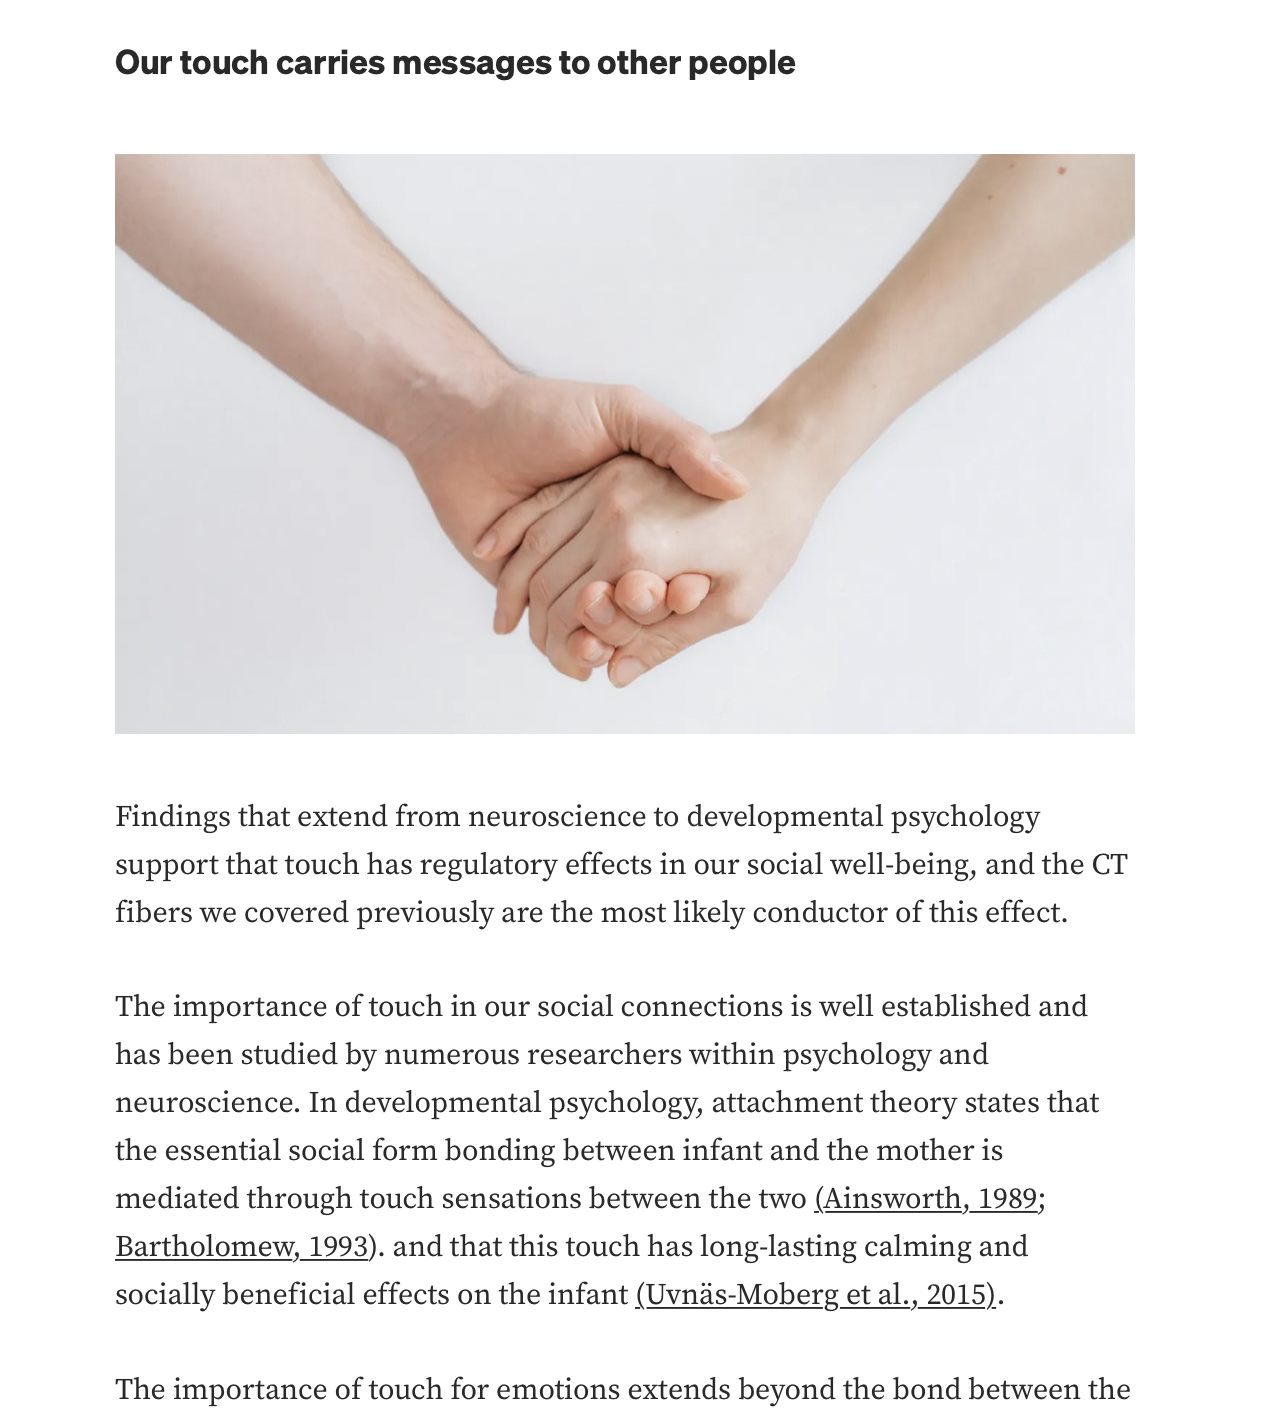 Our touch carries messages to other people
Findings that extend from neuroscience to developmental psychology
support that touch has regulatory effects in our social well-being, and the CT
fibers we covered previously are the most likely conductor of this effect.
The importance of touch in our social connections is well established and
has been studied by numerous researchers within psychology and
neuroscience. In developmental psychology, attachment theory states that
the essential social form bonding between infant and the mother is
mediated through touch sensations between the two (Ainsworth, 1989;
Bartholomew, 1993). and that this touch has long-lasting calming and
socially beneficial effects on the infant (Uvnäs-Moberg et al., 2015).
The importance of touch for emotions extends beyond the bond between the